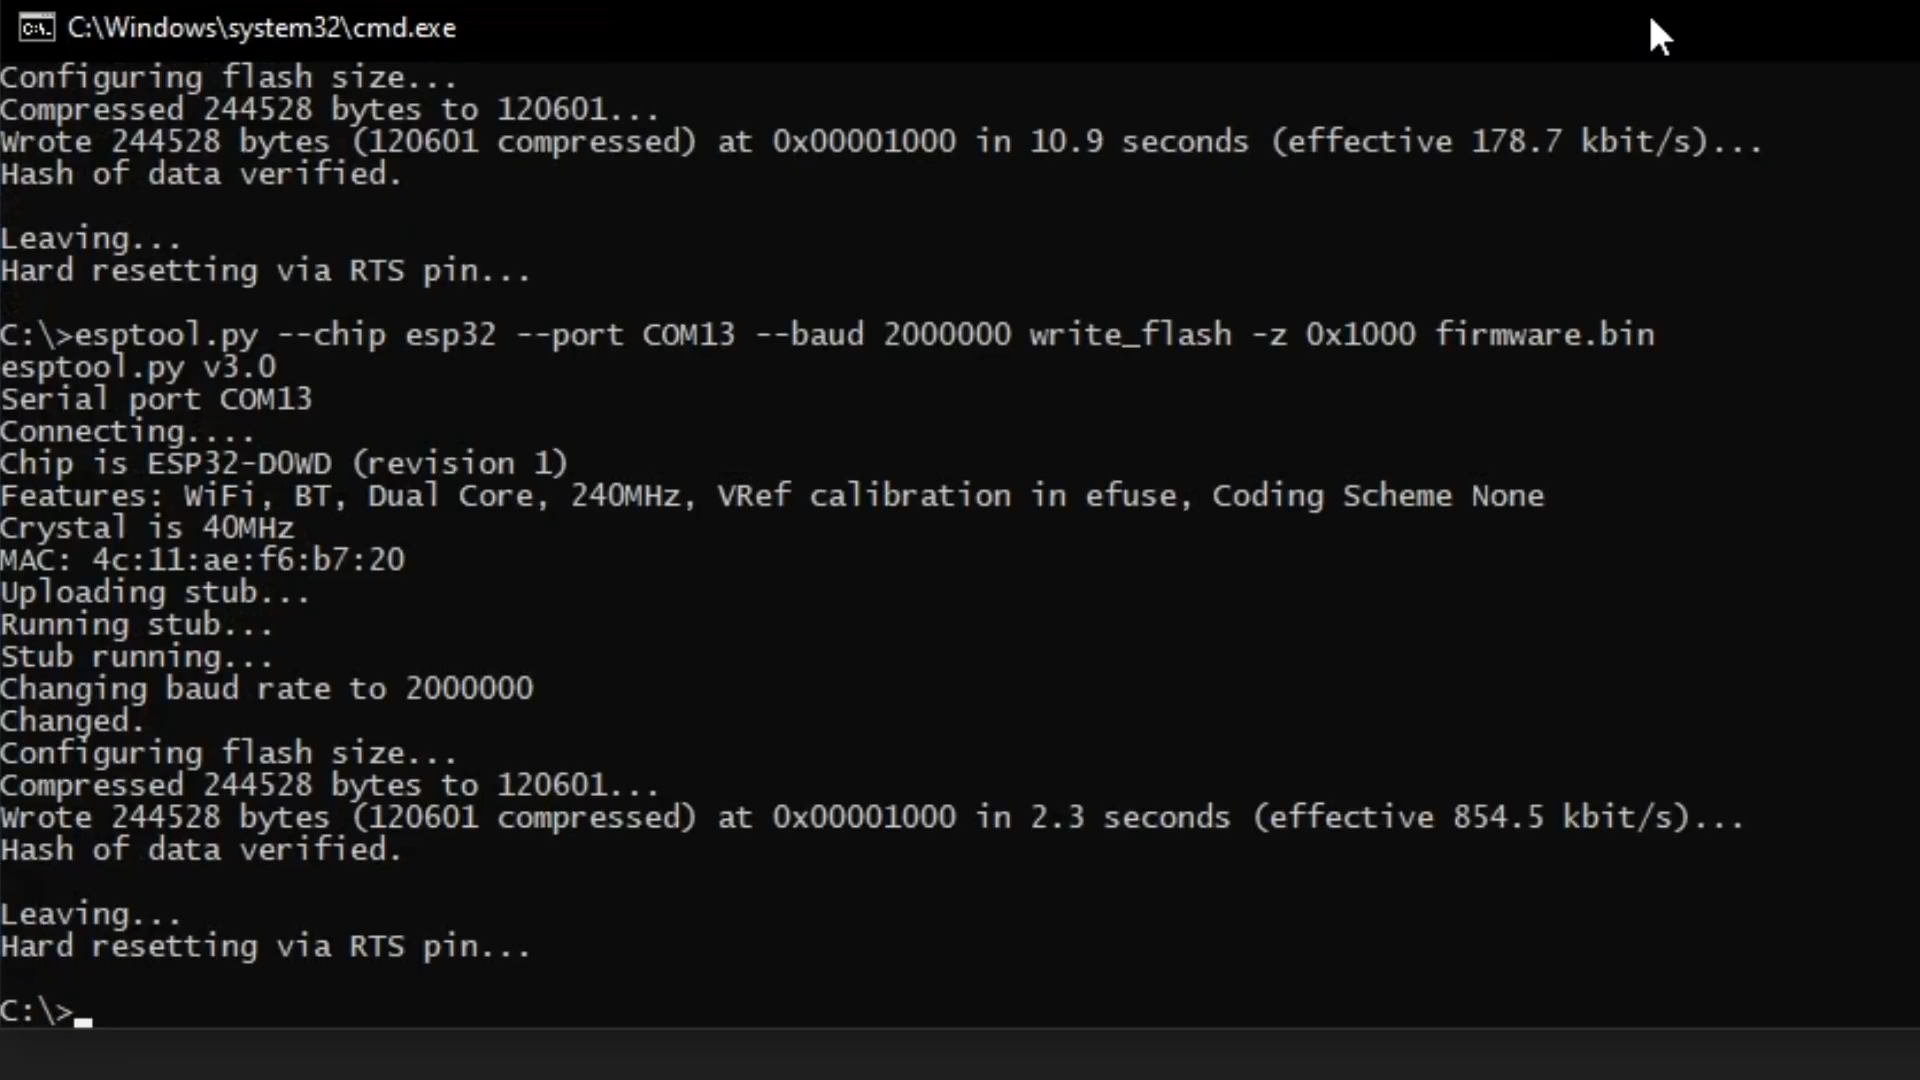 C:\Windows\system32\cmd.exe
Configuring flash size...
Compressed 244528 bytes to 120601...
Wrote 244528 bytes (120601 compressed) at 0x00001000 in 10.9 seconds (effective 178.7 kbit/s)...
Hash of data verified.
Leaving...
Hard resetting via RTS pin...
C:\>esptool.py --chip esp32 --port COM13 --baud 2000000 write_flash -z 0x1000 firmware.bin
esptool.py v3.0
Serial port COM13
Connecting....
Chip is ESP32-D0WD (revision 1)
Features: WiFi, BT, Dual Core, 240MHz, VRef calibration in efuse, Coding Scheme None
Crystal is 40MHz
MAC: 4c:11:ae:f6:b7:20
Uploading stub...
Running stub...
Stub running...
Changing baud rate to 2000000
Changed.
Configuring flash size...
Compressed 244528 bytes to 120601...
Wrote 244528 bytes (120601 compressed) at 0x00001000 in 2.3 seconds (effective 854.5 kbit/s)...
Hash of data verified.
Leaving...
Hard resetting via RTS pin...
C:\>